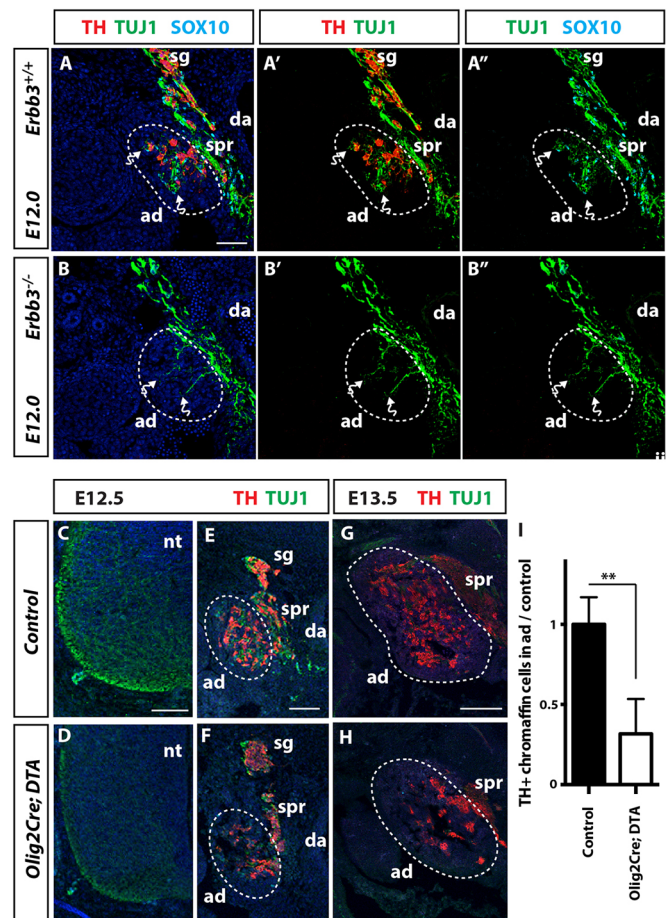 TH TUJ1 SOX10
TH TUJ1
TUJ1 SOX10
Erbb3+/+
E12.0
A
sg
da
spr
ad
A′
sg
da
spr
ad
A″
sg
da
spr
ad
Erbb3-/-
E12.0
B
da
ad
B′
da
ad
B″
da
ad
E12.5
TH TUJ1
E13.5
TH TUJ1
Control
C
nt
E
sg
spr
da
ad
G
spr
ad
Olig2Cre; DTA
D
nt
F
sg
spr
da
ad
H
spr
ad
I
TH+ chromaffin cells in ad / control
**
1
0.5
0
Control
Olig2Cre; DTA